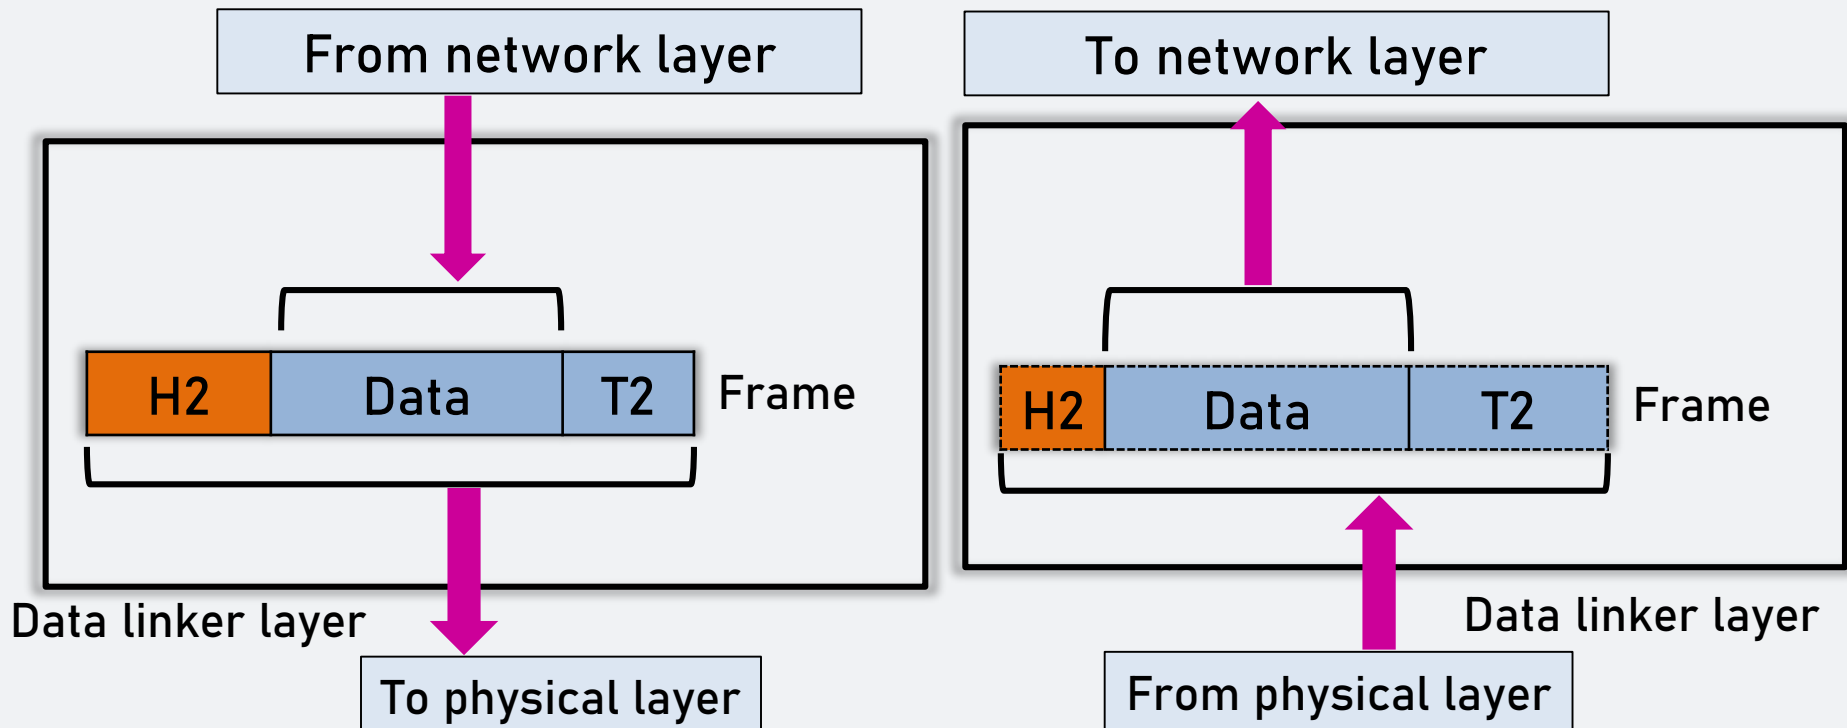 From network layer
To network layer
H2 Data T2 Frame
H2 Data T2 Frame
Data linker layer
Data linker layer
To physical layer
From physical layer